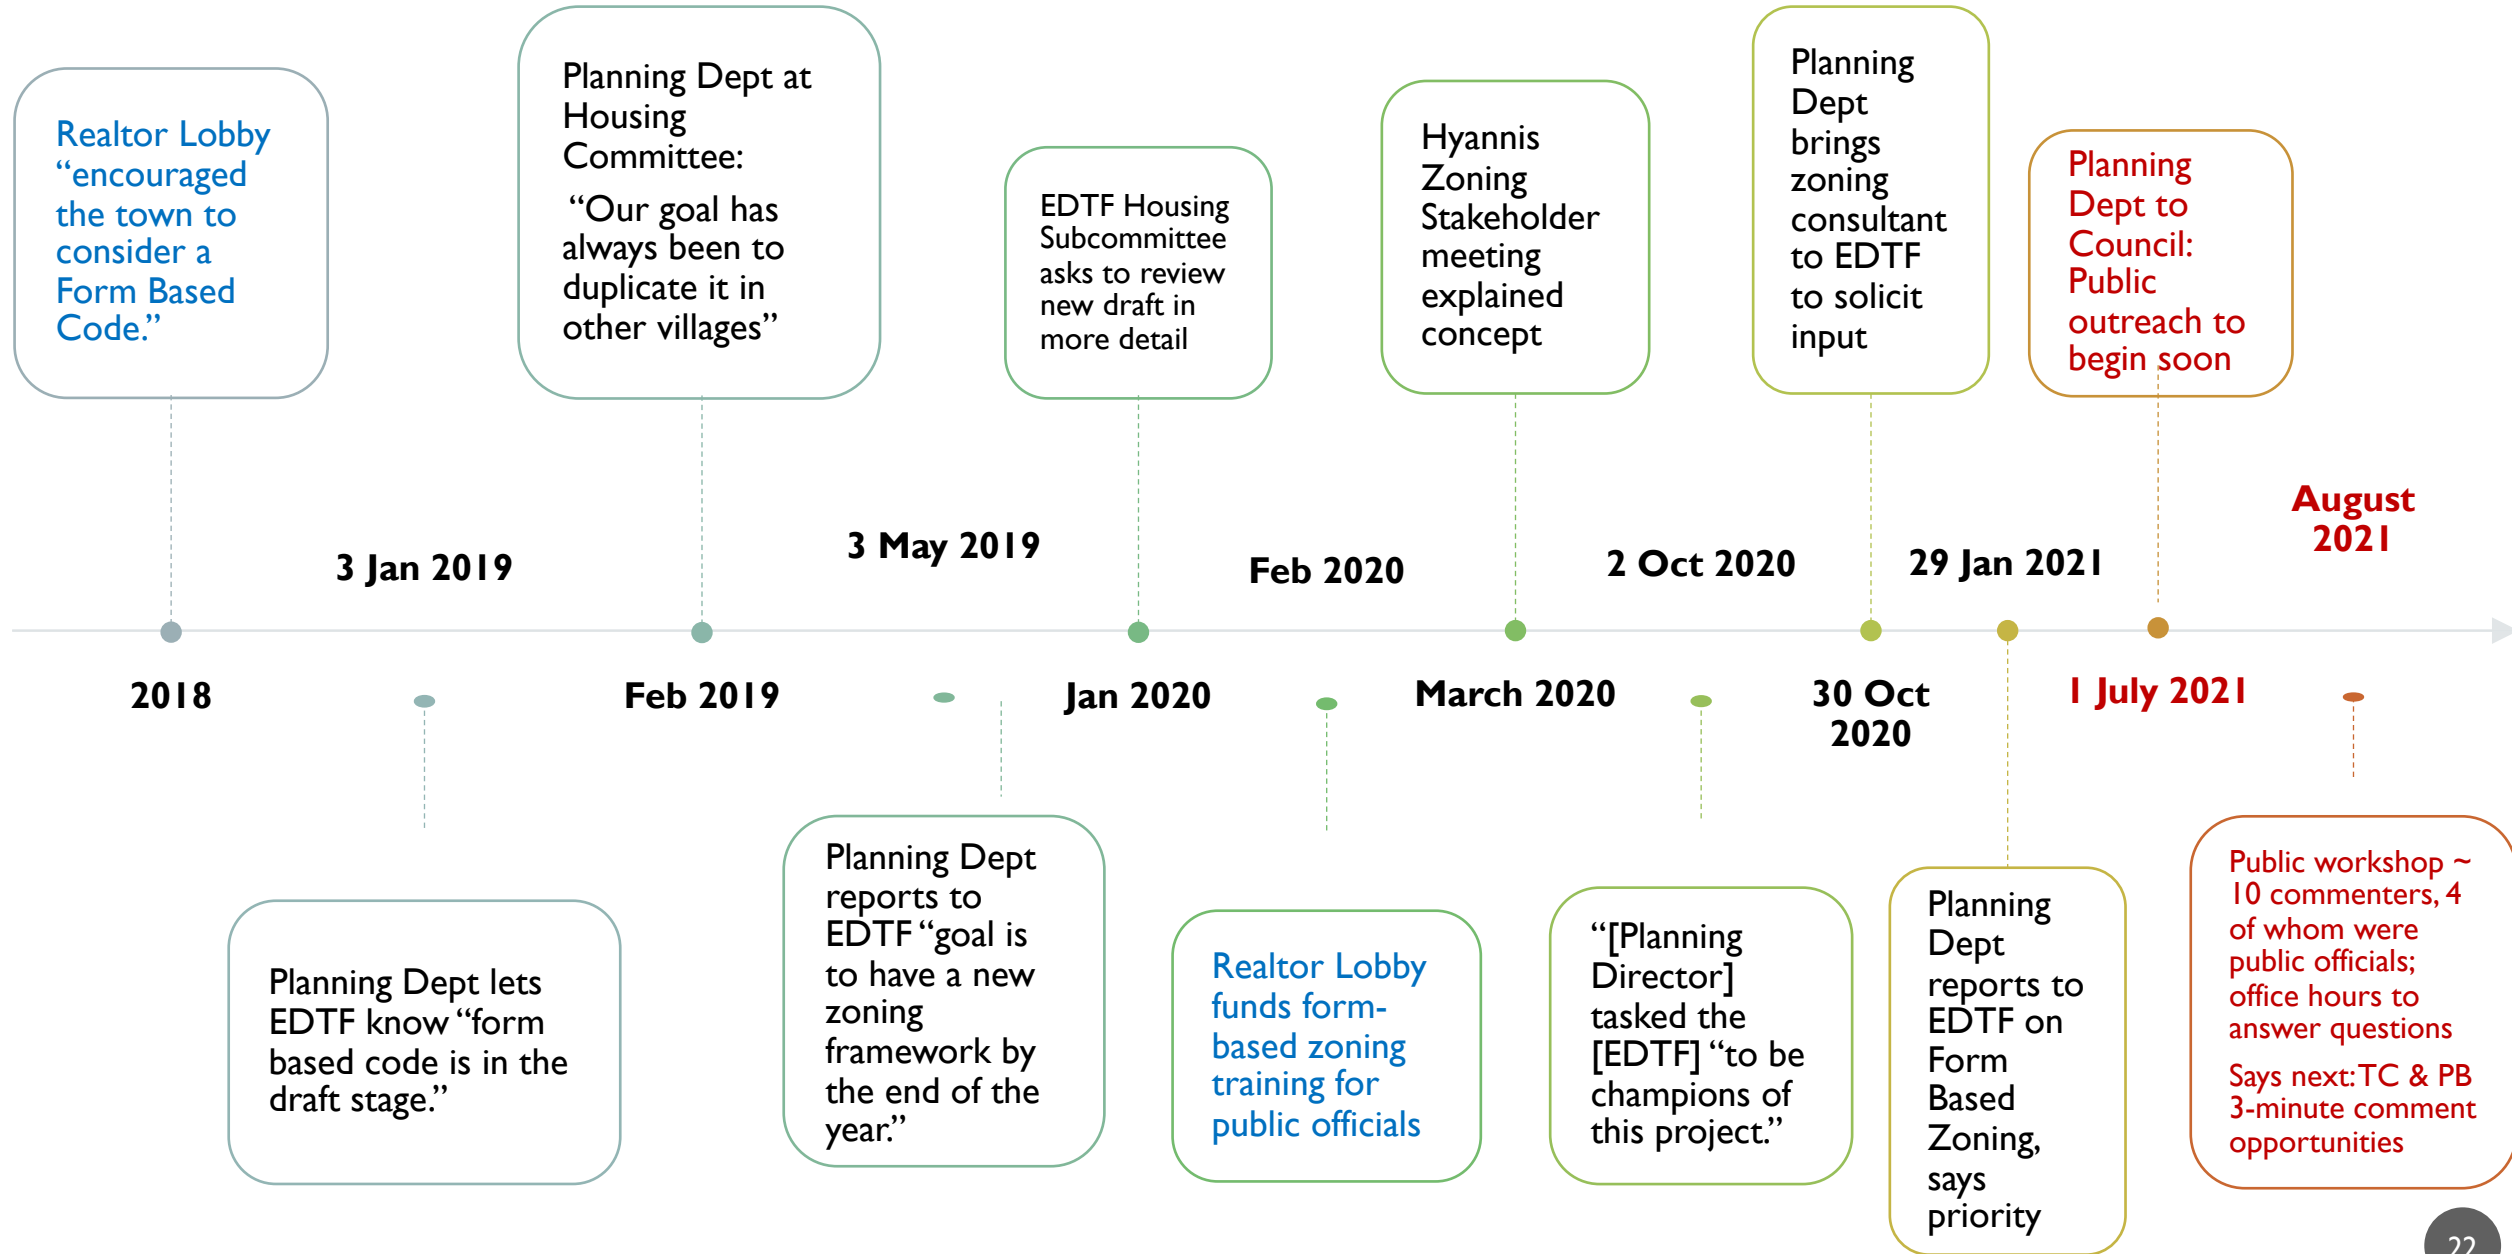 Realtor Lobby
“encouraged
the town to
consider a
Form Based
Code.”
Planning Dept at
Housing
Committee:
“Our goal has
always been to
duplicate it in
other villages”
EDTF Housing
Subcommittee
asks to review
new draft in
more detail
Hyannis
Zoning
Stakeholder
meeting
explained
concept
Planning
Dept
brings
zoning
consultant
to EDTF
to solicit
input
Planning
Dept to
Council:
Public
outreach to
begin soon
3 Jan 2019
3 May 2019
Feb 2020
2 Oct 2020
29 Jan 2021
August
2021
2018
Feb 2019
Jan 2020
March 2020
30 Oct
2020
1 July 2021
Planning Dept lets
EDTF know “form
based code is in the
draft stage.”
Planning Dept
reports to
EDTF “goal is
to have a new
zoning
framework by
the end of the
year.”
Realtor Lobby
funds form-
based zoning
training for
public officials
“[Planning
Director]
tasked the
[EDTF] “to be
champions of
this project.”
Planning
Dept
reports to
EDTF on
Form
Based
Zoning,
says
priority
Public workshop ~
10 commenters, 4
of whom were
public officials;
office hours to
answer questions
Says next: TC & PB
3-minute comment
opportunities
22